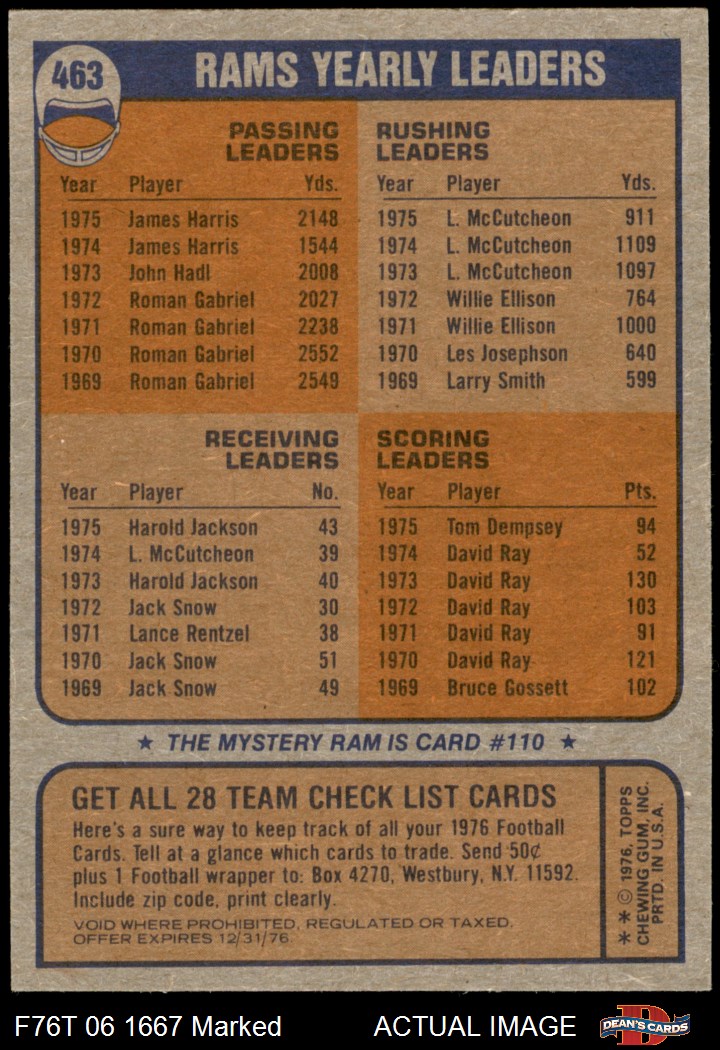 463
RAMS YEARLY LEADERS
PASSING
LEADERS
Year Player Yds.
1975 James Harris 2148
1974 James Harris 1544
1973 John Hadl 2008
1972 Roman Gabriel 2027
1971 Roman Gabriel 2238
1970 Roman Gabriel 2552
1969 Roman Gabriel 2549
RUSHING
LEADERS
Year Player Yds.
1975 L. McCutcheon 911
1974 L. McCutcheon 1109
1973 L. McCutcheon 1097
1972 Willie Ellison 764
1971 Willie Ellison 1000
1970 Les Josephson 640
1969 Larry Smith 599
RECEIVING
LEADERS
Year Player No.
1975 Harold Jackson 43
1974 L. McCutcheon 39
1973 Harold Jackson 40
1972 Jack Snow 30
1971 Lance Rentzel 38
1970 Jack Snow 51
1969 Jack Snow 49
SCORING
LEADERS
Year Player Pts.
1975 Tom Dempsey 94
1974 David Ray 52
1973 David Ray 130
1972 David Ray 103
1971 David Ray 91
1970 David Ray 121
1969 Bruce Gossett 102
★ THE MYSTERY RAM IS CARD #110 ★
GET ALL 28 TEAM CHECK LIST CARDS
Here's a sure way to keep track of all your 1976 Football
Cards. Tell at a glance which cards to trade. Send 50¢
plus 1 Football wrapper to: Box 4270, Westbury, N.Y. 11592.
Include zip code, print clearly.
VOID WHERE PROHIBITED, REGULATED OR TAXED.
OFFER EXPIRES 12/31/76.
* * © 1976, TOPPS
CHEWING GUM, INC.
PRTD. IN U.S.A.
F76T 06 1667 Marked ACTUAL IMAGE
D
DEAN'S CARDS